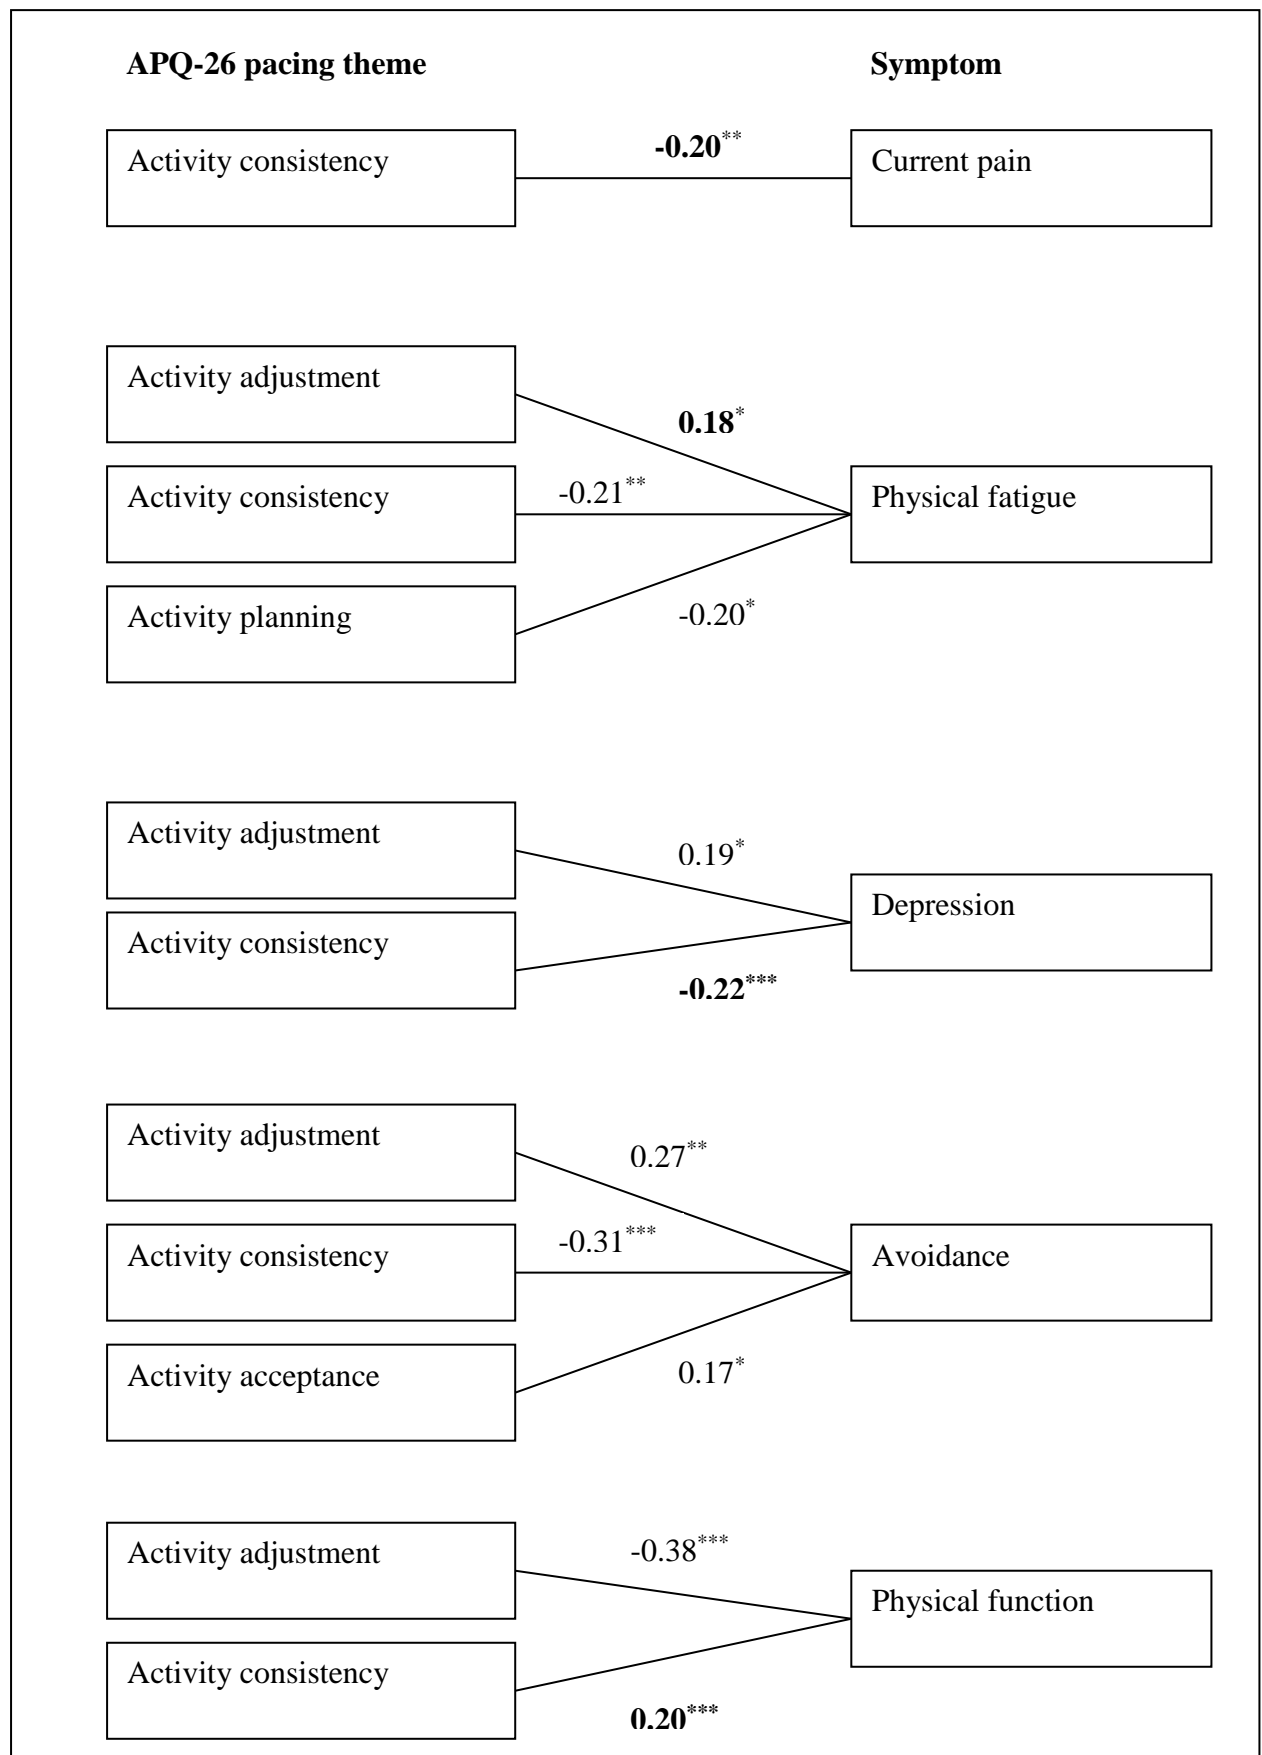 APQ-26 pacing theme Symptom
Activity consistency -0.20** Current pain
Activity adjustment
0.18*
Activity consistency -0.21** Physical fatigue
Activity planning -0.20*
Activity adjustment 0.19*
Depression
Activity consistency
-0.22***
Activity adjustment 0.27**
Activity consistency -0.31*** Avoidance
Activity acceptance 0.17*
Activity adjustment -0.38***
Physical function
Activity consistency
0.20***